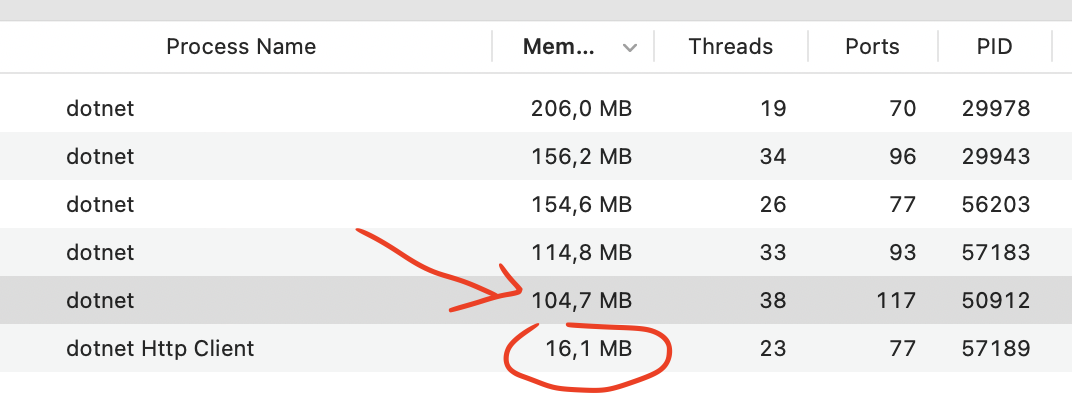 Process Name Mem... Threads Ports PID
dotnet 206,0 MB 19 70 29978
dotnet 156,2 MB 34 96 29943
dotnet 154,6 MB 26 77 56203
dotnet 114,8 MB 33 93 57183
dotnet 104,7 MB 38 117 50912
dotnet Http Client 16,1 MB 23 77 57189